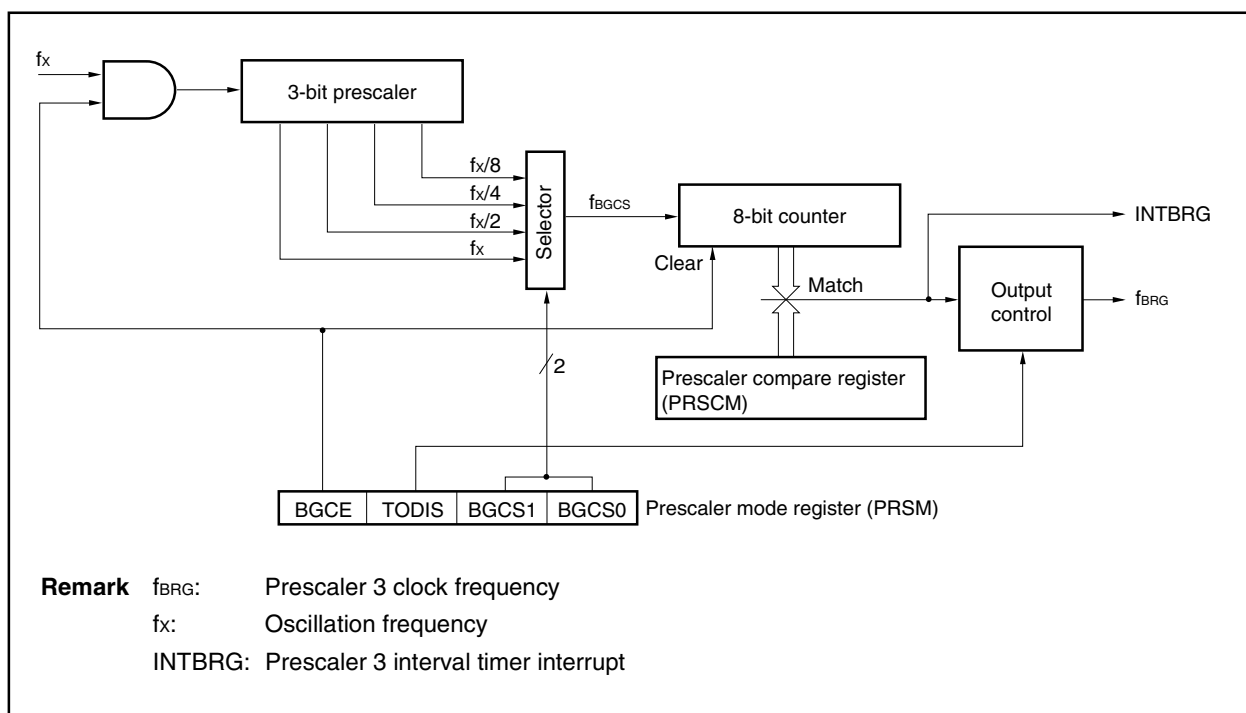 fx
3-bit prescaler
fx/8
fx/4
fx/2
fx
Selector
fBGCS
8-bit counter
INTBRG
Clear
Match
Output
control
fBRG
2
Prescaler compare register
(PRSCM)
BGCE TODIS BGCS1 BGCS0 Prescaler mode register (PRSM)
Remark fBRG: Prescaler 3 clock frequency
fx: Oscillation frequency
INTBRG: Prescaler 3 interval timer interrupt